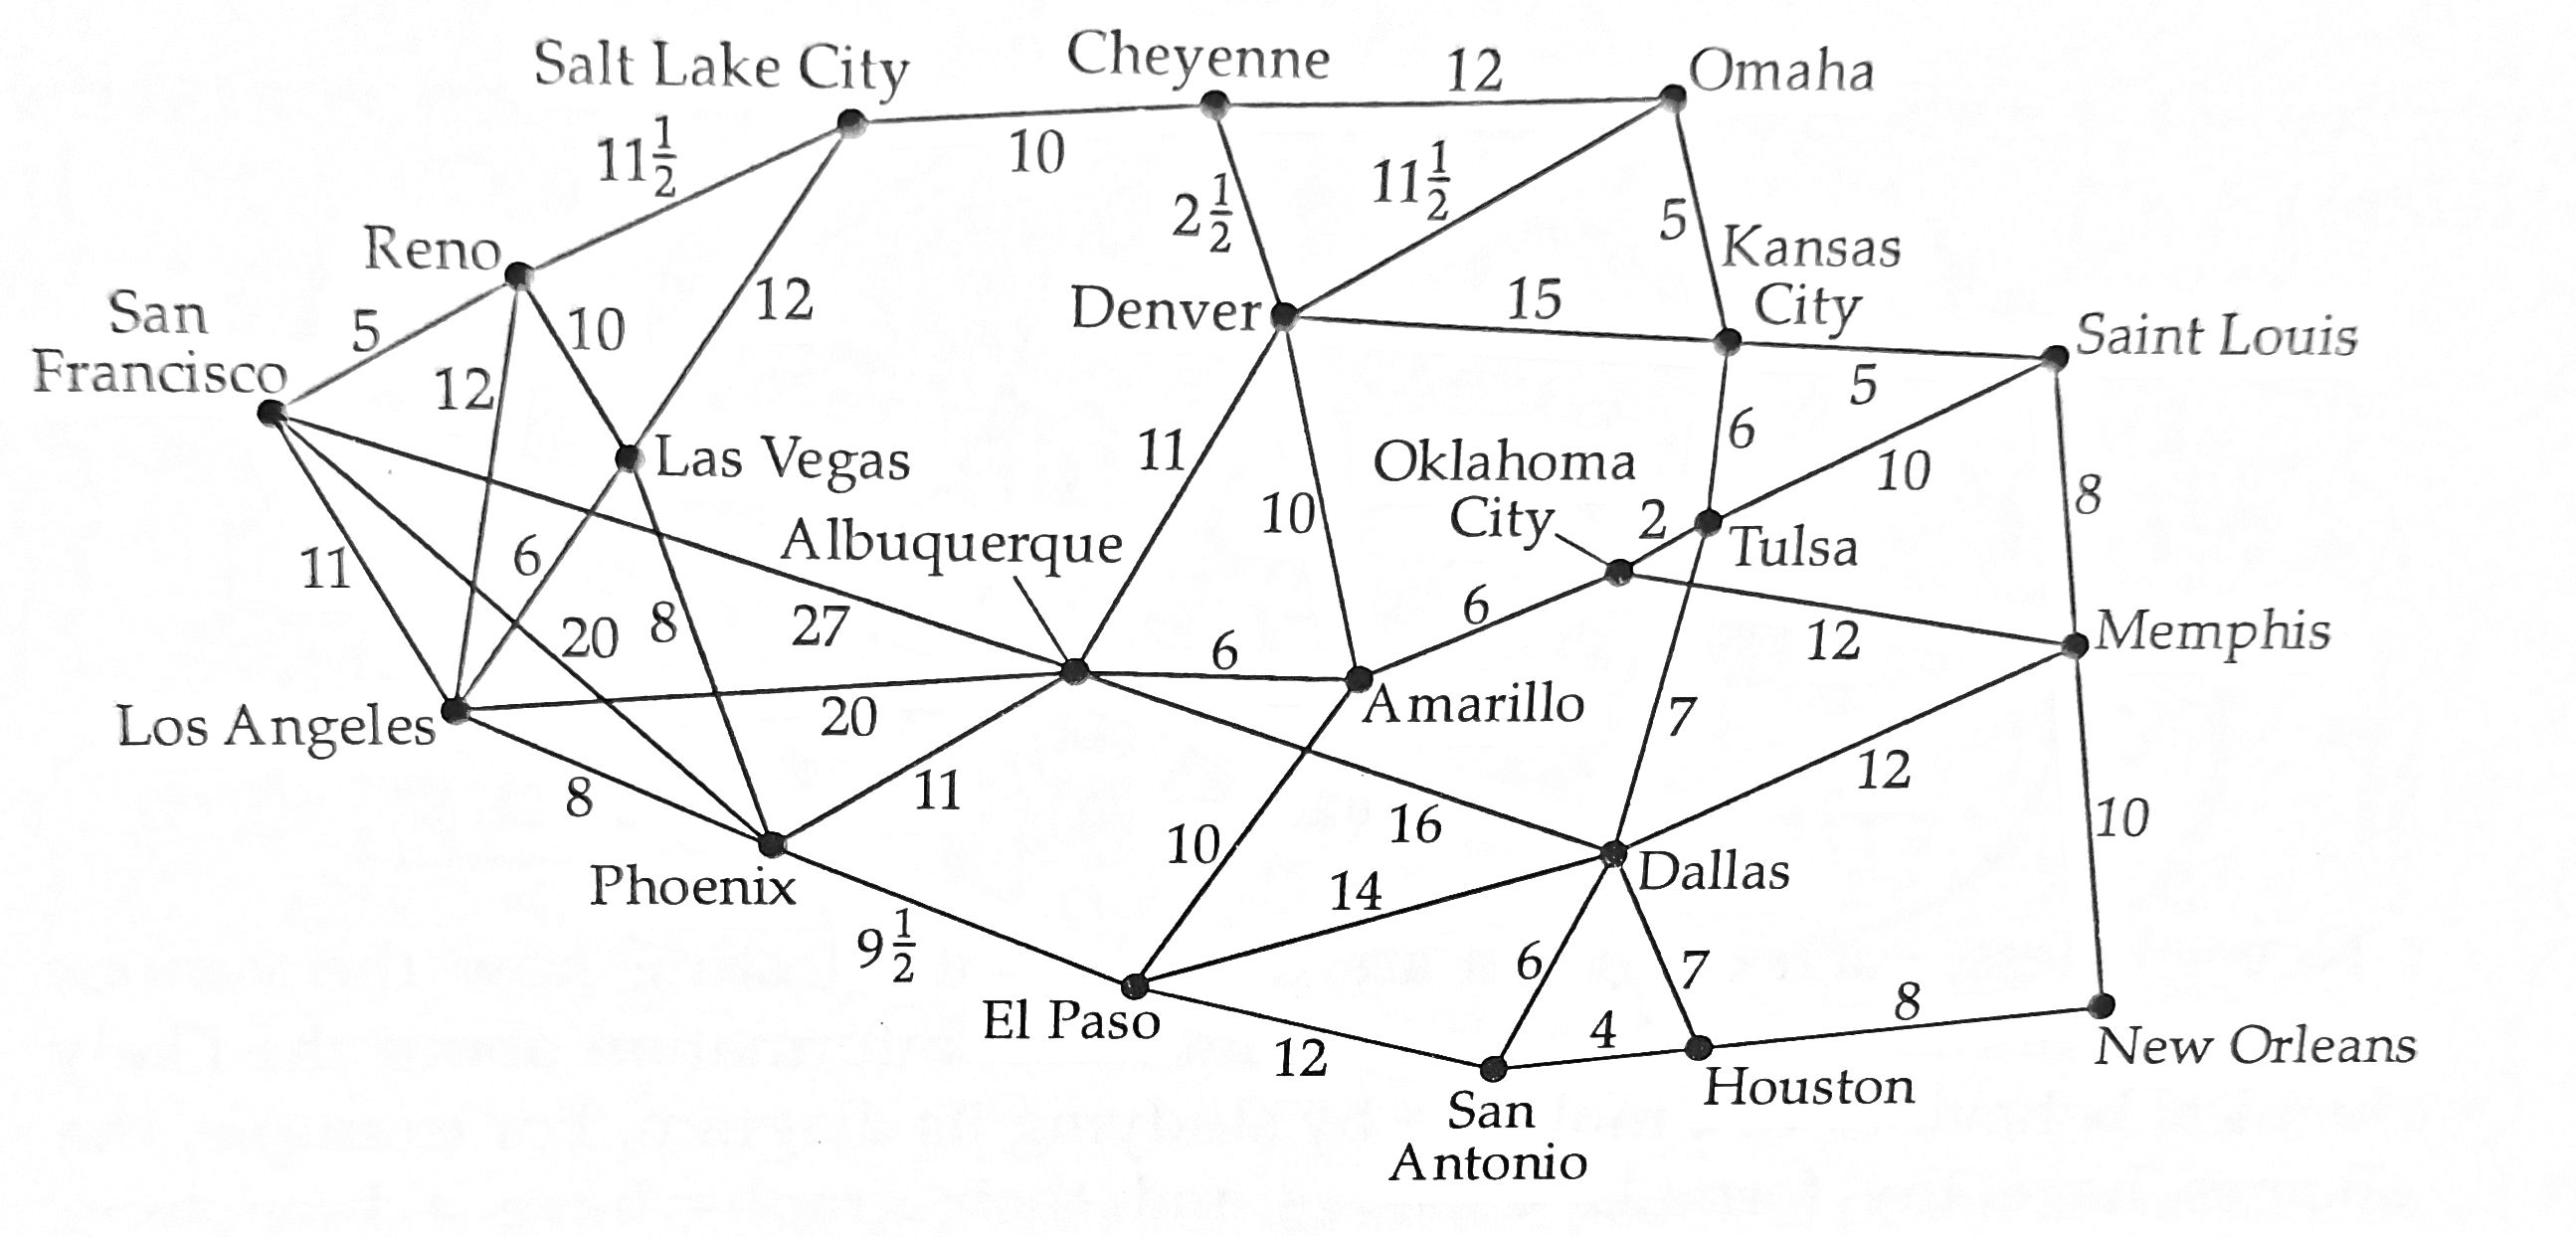 Salt Lake City
Cheyenne
12
Omaha
11 1/2
10
2 1/2
11 1/2
5
Kansas
City
Reno
San
Francisco
5
10
12
12
Denver
15
Saint Louis
5
6
10
8
Las Vegas
11
10
Oklahoma
City
2
Tulsa
Albuquerque
11
6
20
8
27
6
6
12
Memphis
Los Angeles
20
Amarillo
7
8
11
16
12
10
Phoenix
9 1/2
10
14
Dallas
El Paso
12
6
7
4
8
New Orleans
San
Antonio
Houston